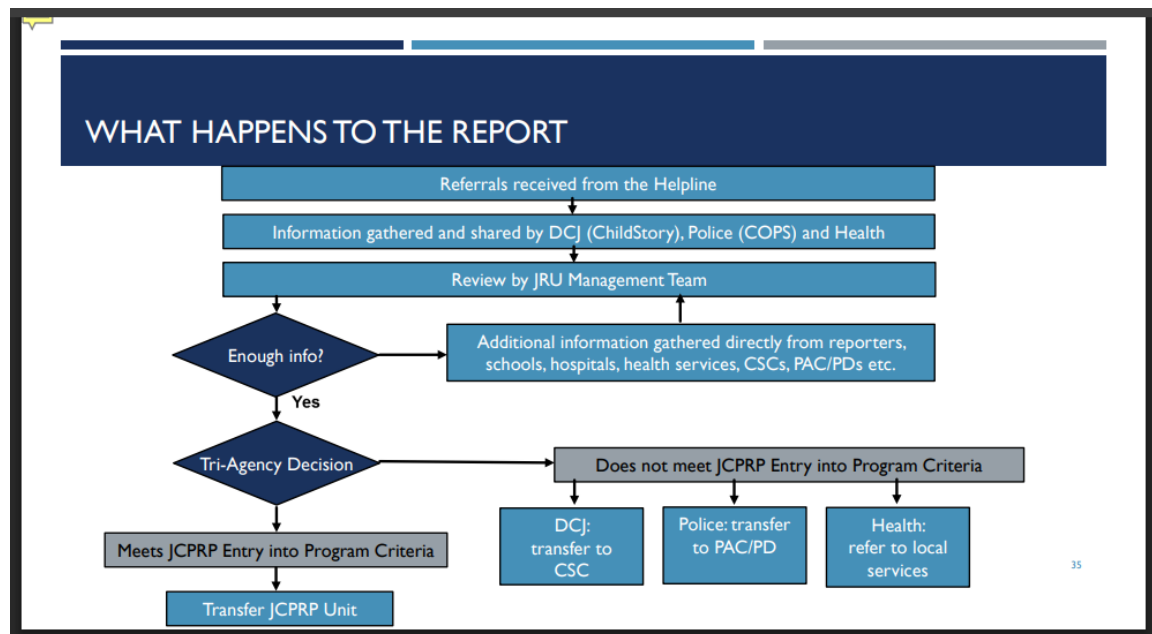 WHAT HAPPENS TO THE REPORT
Referrals received from the Helpline
Information gathered and shared by DCJ (ChildStory), Police (COPS) and Health
Review by JRU Management Team
Enough info?
Additional information gathered directly from reporters,
schools, hospitals, health services, CSCs, PAC/PDs etc.
Yes
Tri-Agency Decision
Does not meet JCPRP Entry into Program Criteria
DCJ:
transfer to
CSC
Police: transfer
to PAC/PD
Health:
refer to local
services
Meets JCPRP Entry into Program Criteria
Transfer JCPRP Unit
35